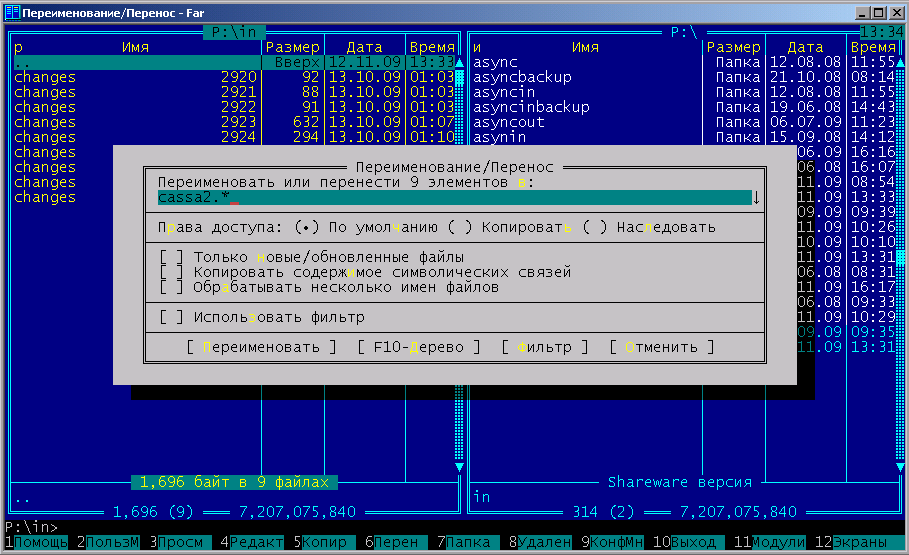 Переименование/Перенос - Far
P:\in
P:\
13:34
р Имя Размер Дата Время
и Имя Размер Дата Время
.. Вверх 12.11.09 13:33
async Папка 12.08.08 11:55
changes 2920 92 13.10.09 01:03
asyncbackup Папка 21.10.08 08:14
changes 2921 88 13.10.09 01:03
asyncin Папка 12.08.08 11:55
changes 2922 91 13.10.09 01:03
asyncinbackup Папка 19.06.08 14:43
changes 2923 632 13.10.09 01:07
asyncout Папка 06.07.09 11:23
changes 2924 294 13.10.09 01:10
asynin Папка 15.09.08 14:12
changes
06.09 16:16
changes
06.08 16:07
changes
11.09 08:54
changes
11.09 13:33
09.09 09:39
11.09 10:26
10.09 10:10
11.09 13:31
06.08 08:31
11.09 16:17
06.08 09:33
11.09 10:29
10.09 09:35
11.09 13:31
Переименование/Перенос
Переименовать или перенести 9 элементов в:
cassa2.*
Права доступа: (•) По умолчанию ( ) Копировать ( ) Наследовать
[ ] Только новые/обновленные файлы
[ ] Копировать содержимое символических связей
[ ] Обрабатывать несколько имен файлов
[ ] Использовать фильтр
[ Переименовать ] [ F10-Дерево ] [ Фильтр ] [ Отменить ]
1,696 байт в 9 файлах
Shareware версия
..
in
1,696 (9) 7,207,075,840
314 (2) 7,207,075,840
P:\in>
1Помощь 2ПользМ 3Просм 4Редакт 5Копир 6Перен 7Папка 8Удален 9КонфМн 10Выход 11Модули 12Экраны